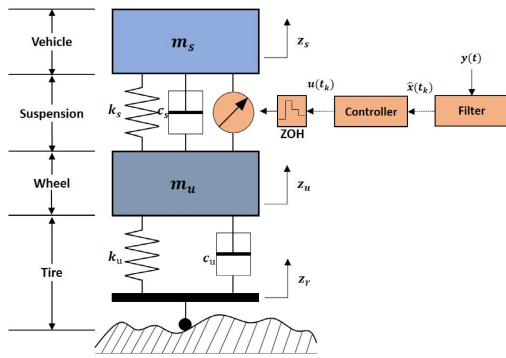 Vehicle
m_s
z_s
Suspension
k_s
c_s
u(t_k)
ZOH
Controller
x̂(t_k)
y(t)
Filter
Wheel
m_u
z_u
Tire
k_u
c_u
z_r